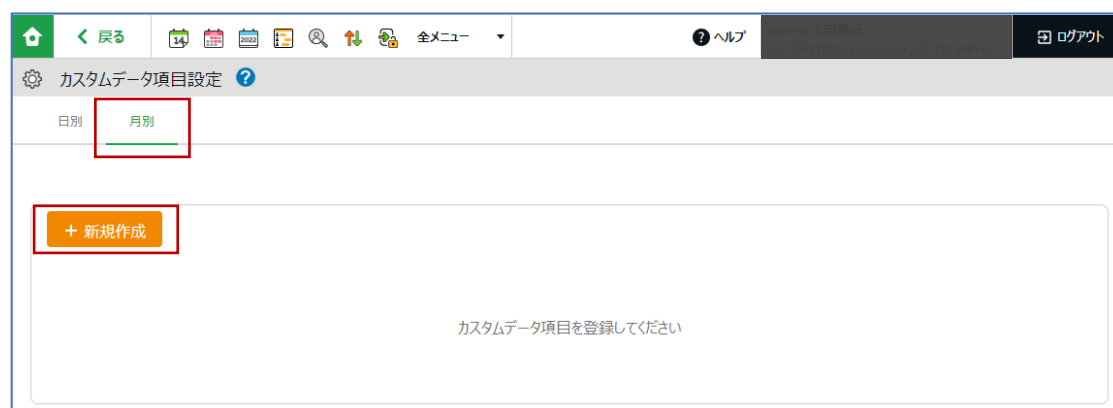 戻る 14 2022 全メニュー ヘルプ ログアウト
カスタムデータ項目設定
日別 月別
+ 新規作成
カスタムデータ項目を登録してください